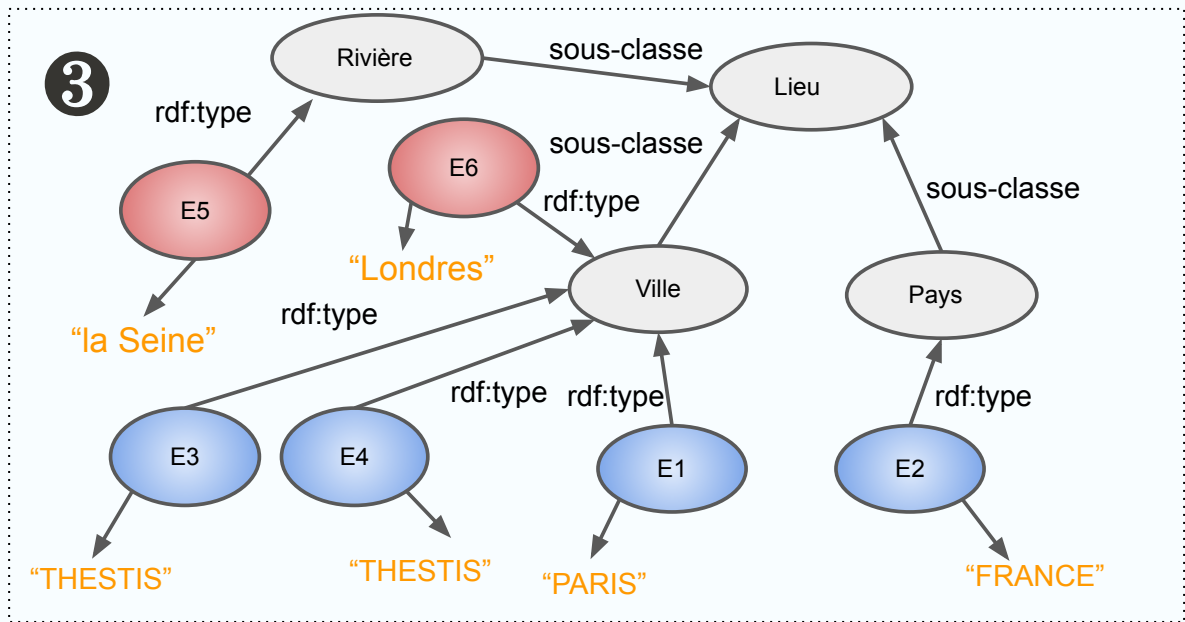 ❸
Rivière
sous-classe
Lieu
rdf:type
E6
sous-classe
E5
rdf:type
sous-classe
“Londres”
Ville
Pays
rdf:type
“la Seine”
rdf:type
rdf:type
rdf:type
E3
E4
E1
E2
“THESTIS”
“THESTIS”
“PARIS”
“FRANCE”